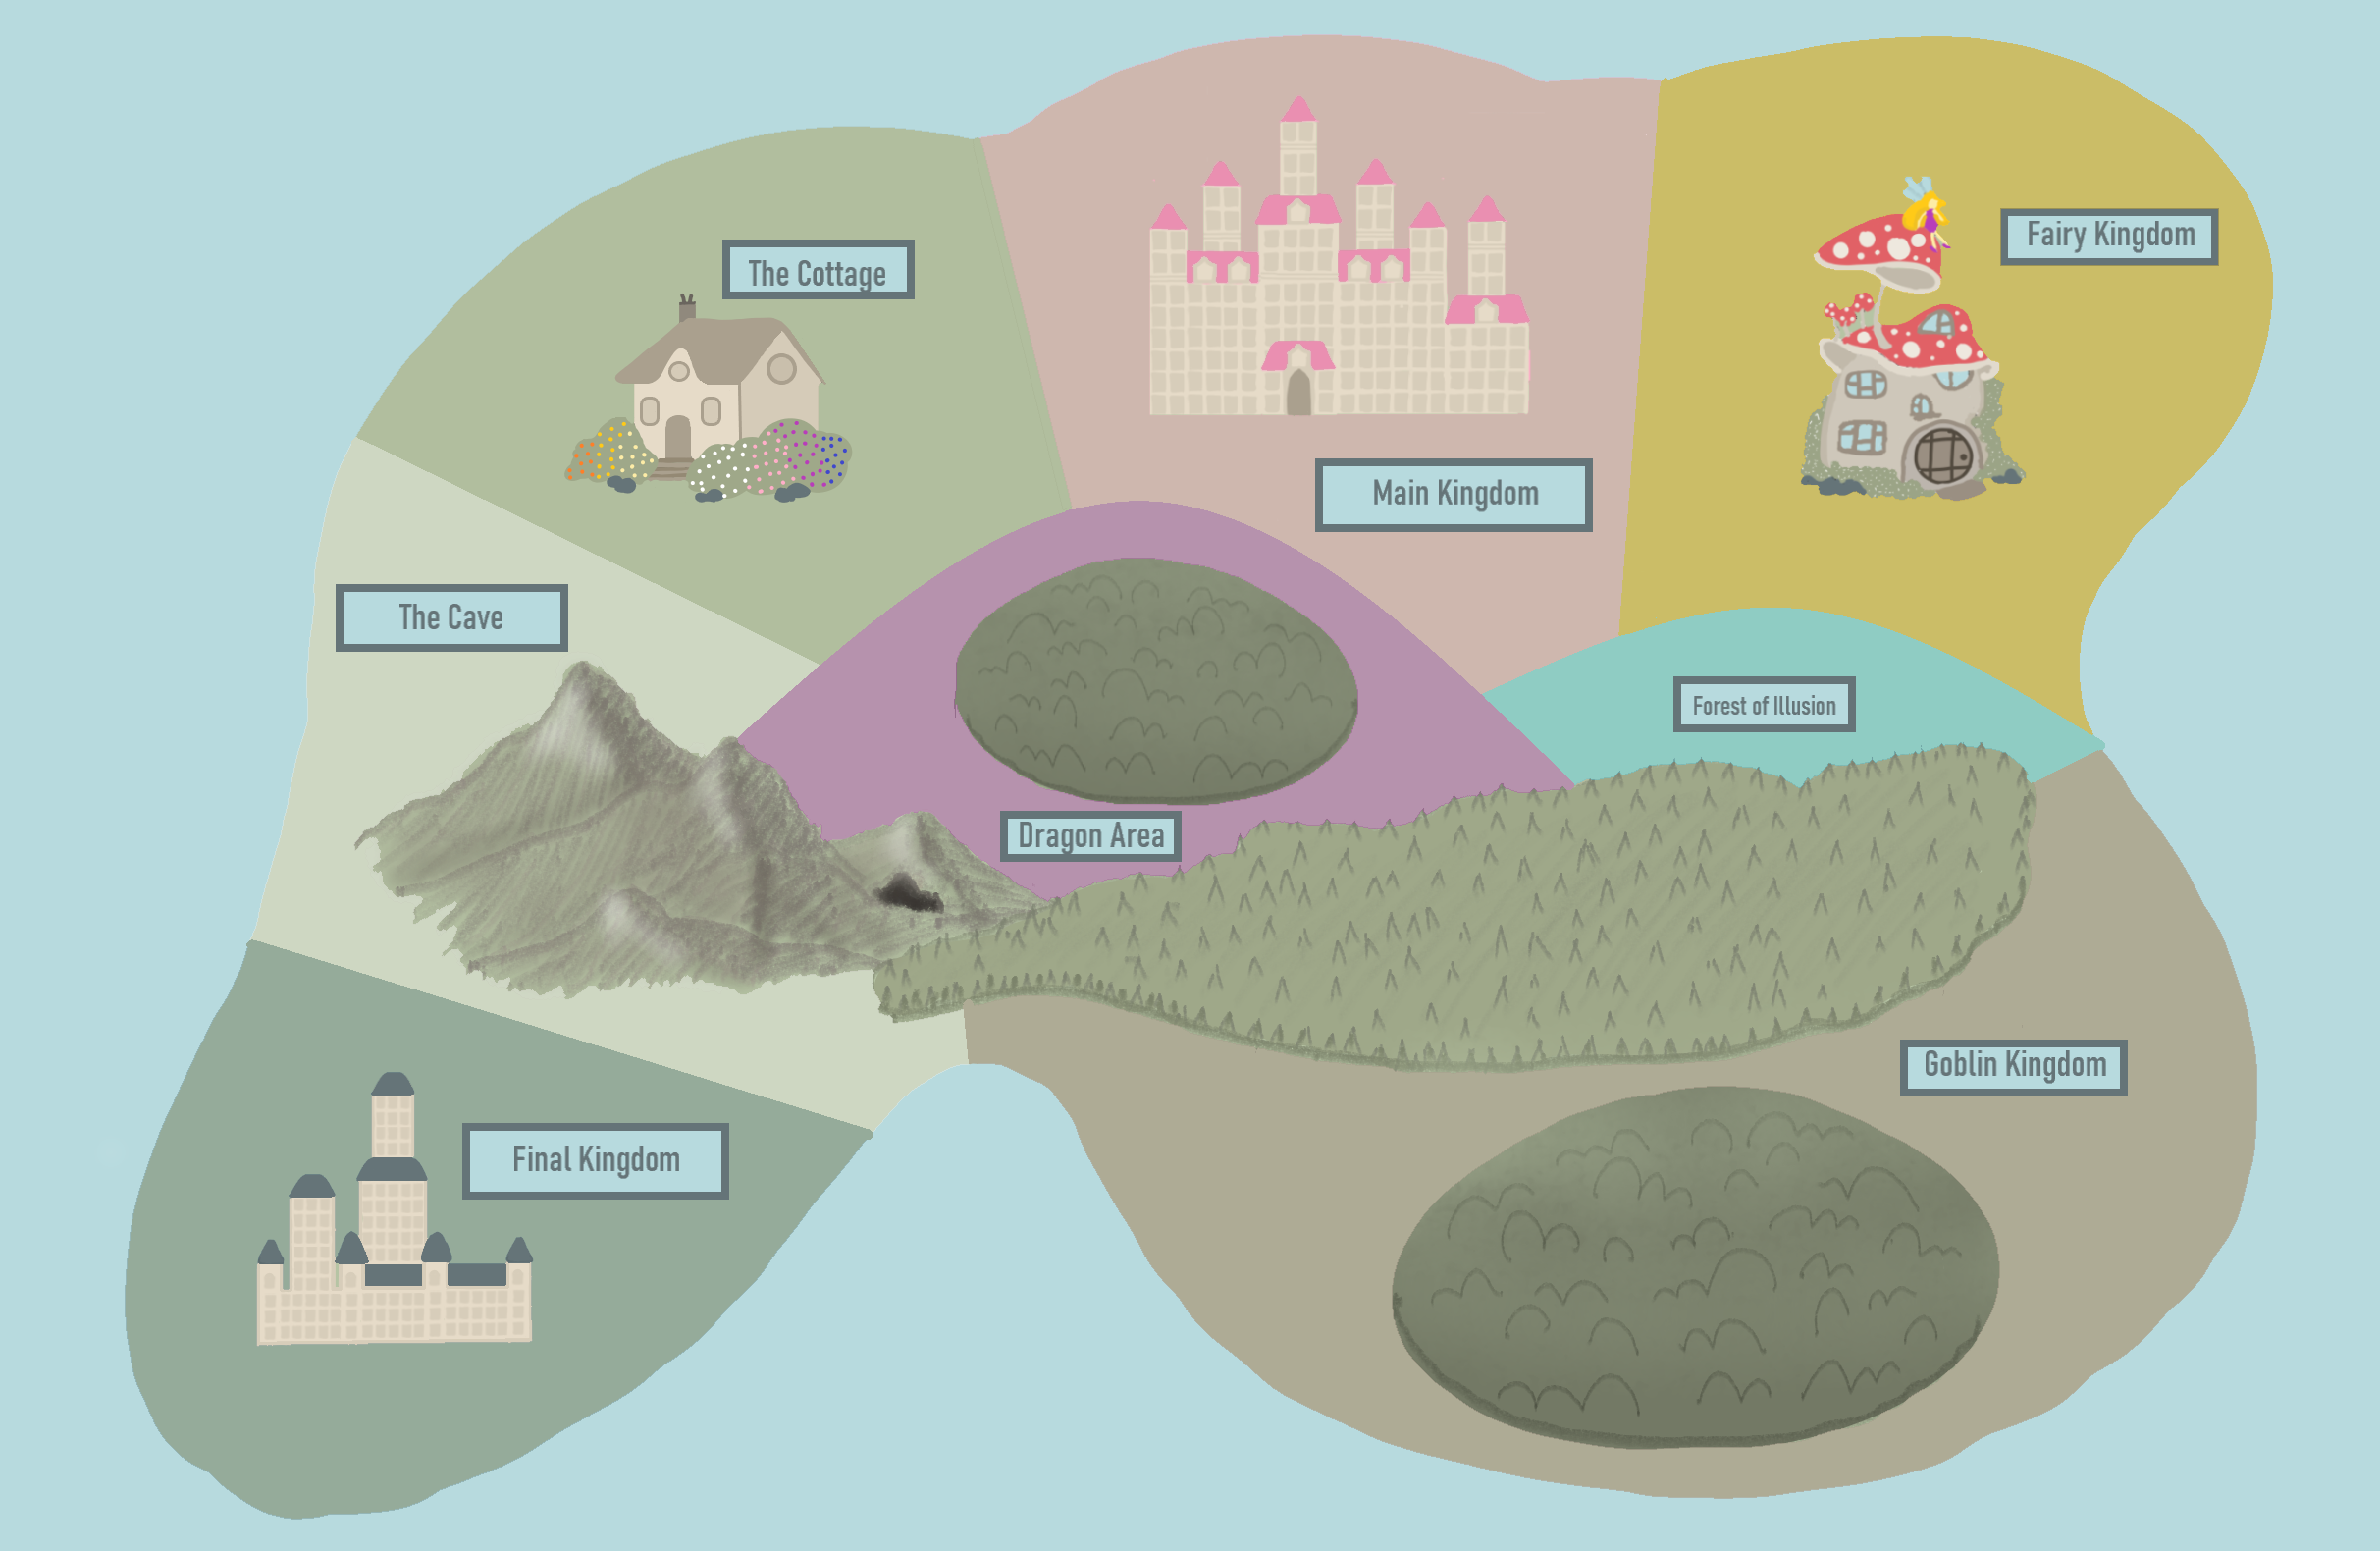 Fairy Kingdom
The Cottage
Main Kingdom
The Cave
Forest of Illusion
Dragon Area
Goblin Kingdom
Final Kingdom